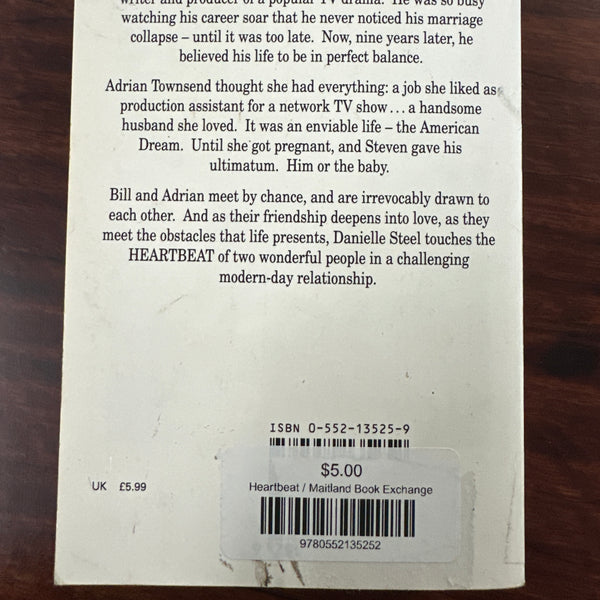 writer and producer of a popular TV drama. He was so busy
watching his career soar that he never noticed his marriage
collapse – until it was too late. Now, nine years later, he
believed his life to be in perfect balance.
Adrian Townsend thought she had everything: a job she liked as
production assistant for a network TV show... a handsome
husband she loved. It was an enviable life – the American
Dream. Until she got pregnant, and Steven gave his
ultimatum. Him or the baby.
Bill and Adrian meet by chance, and are irrevocably drawn to
each other. And as their friendship deepens into love, as they
meet the obstacles that life presents, Danielle Steel touches the
HEARTBEAT of two wonderful people in a challenging
modern-day relationship.
ISBN 0-552-13525-9
$5.00
UK £5.99
Heartbeat / Maitland Book Exchange
9780552135252